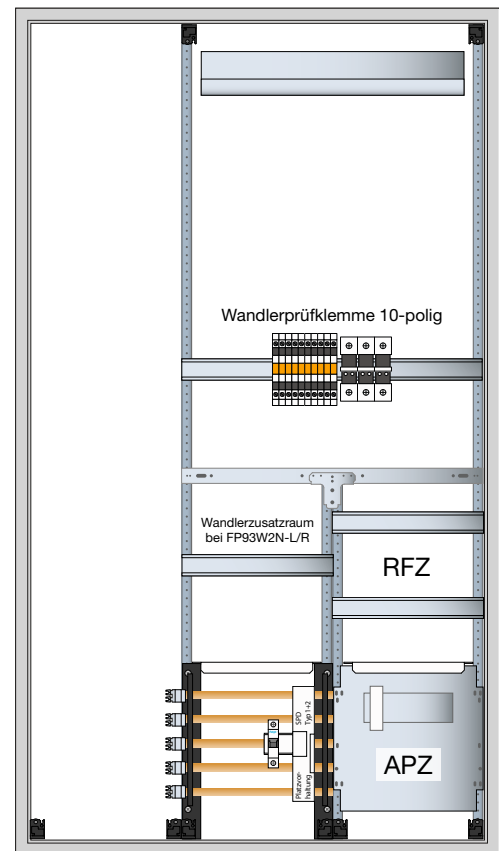 Wandlerprüfklemme 10-polig
Wandlerzusatzraum
bei FP93W2N-L/R
RFZ
SPD
Typ 1+2
Platzvor-
haltung
APZ